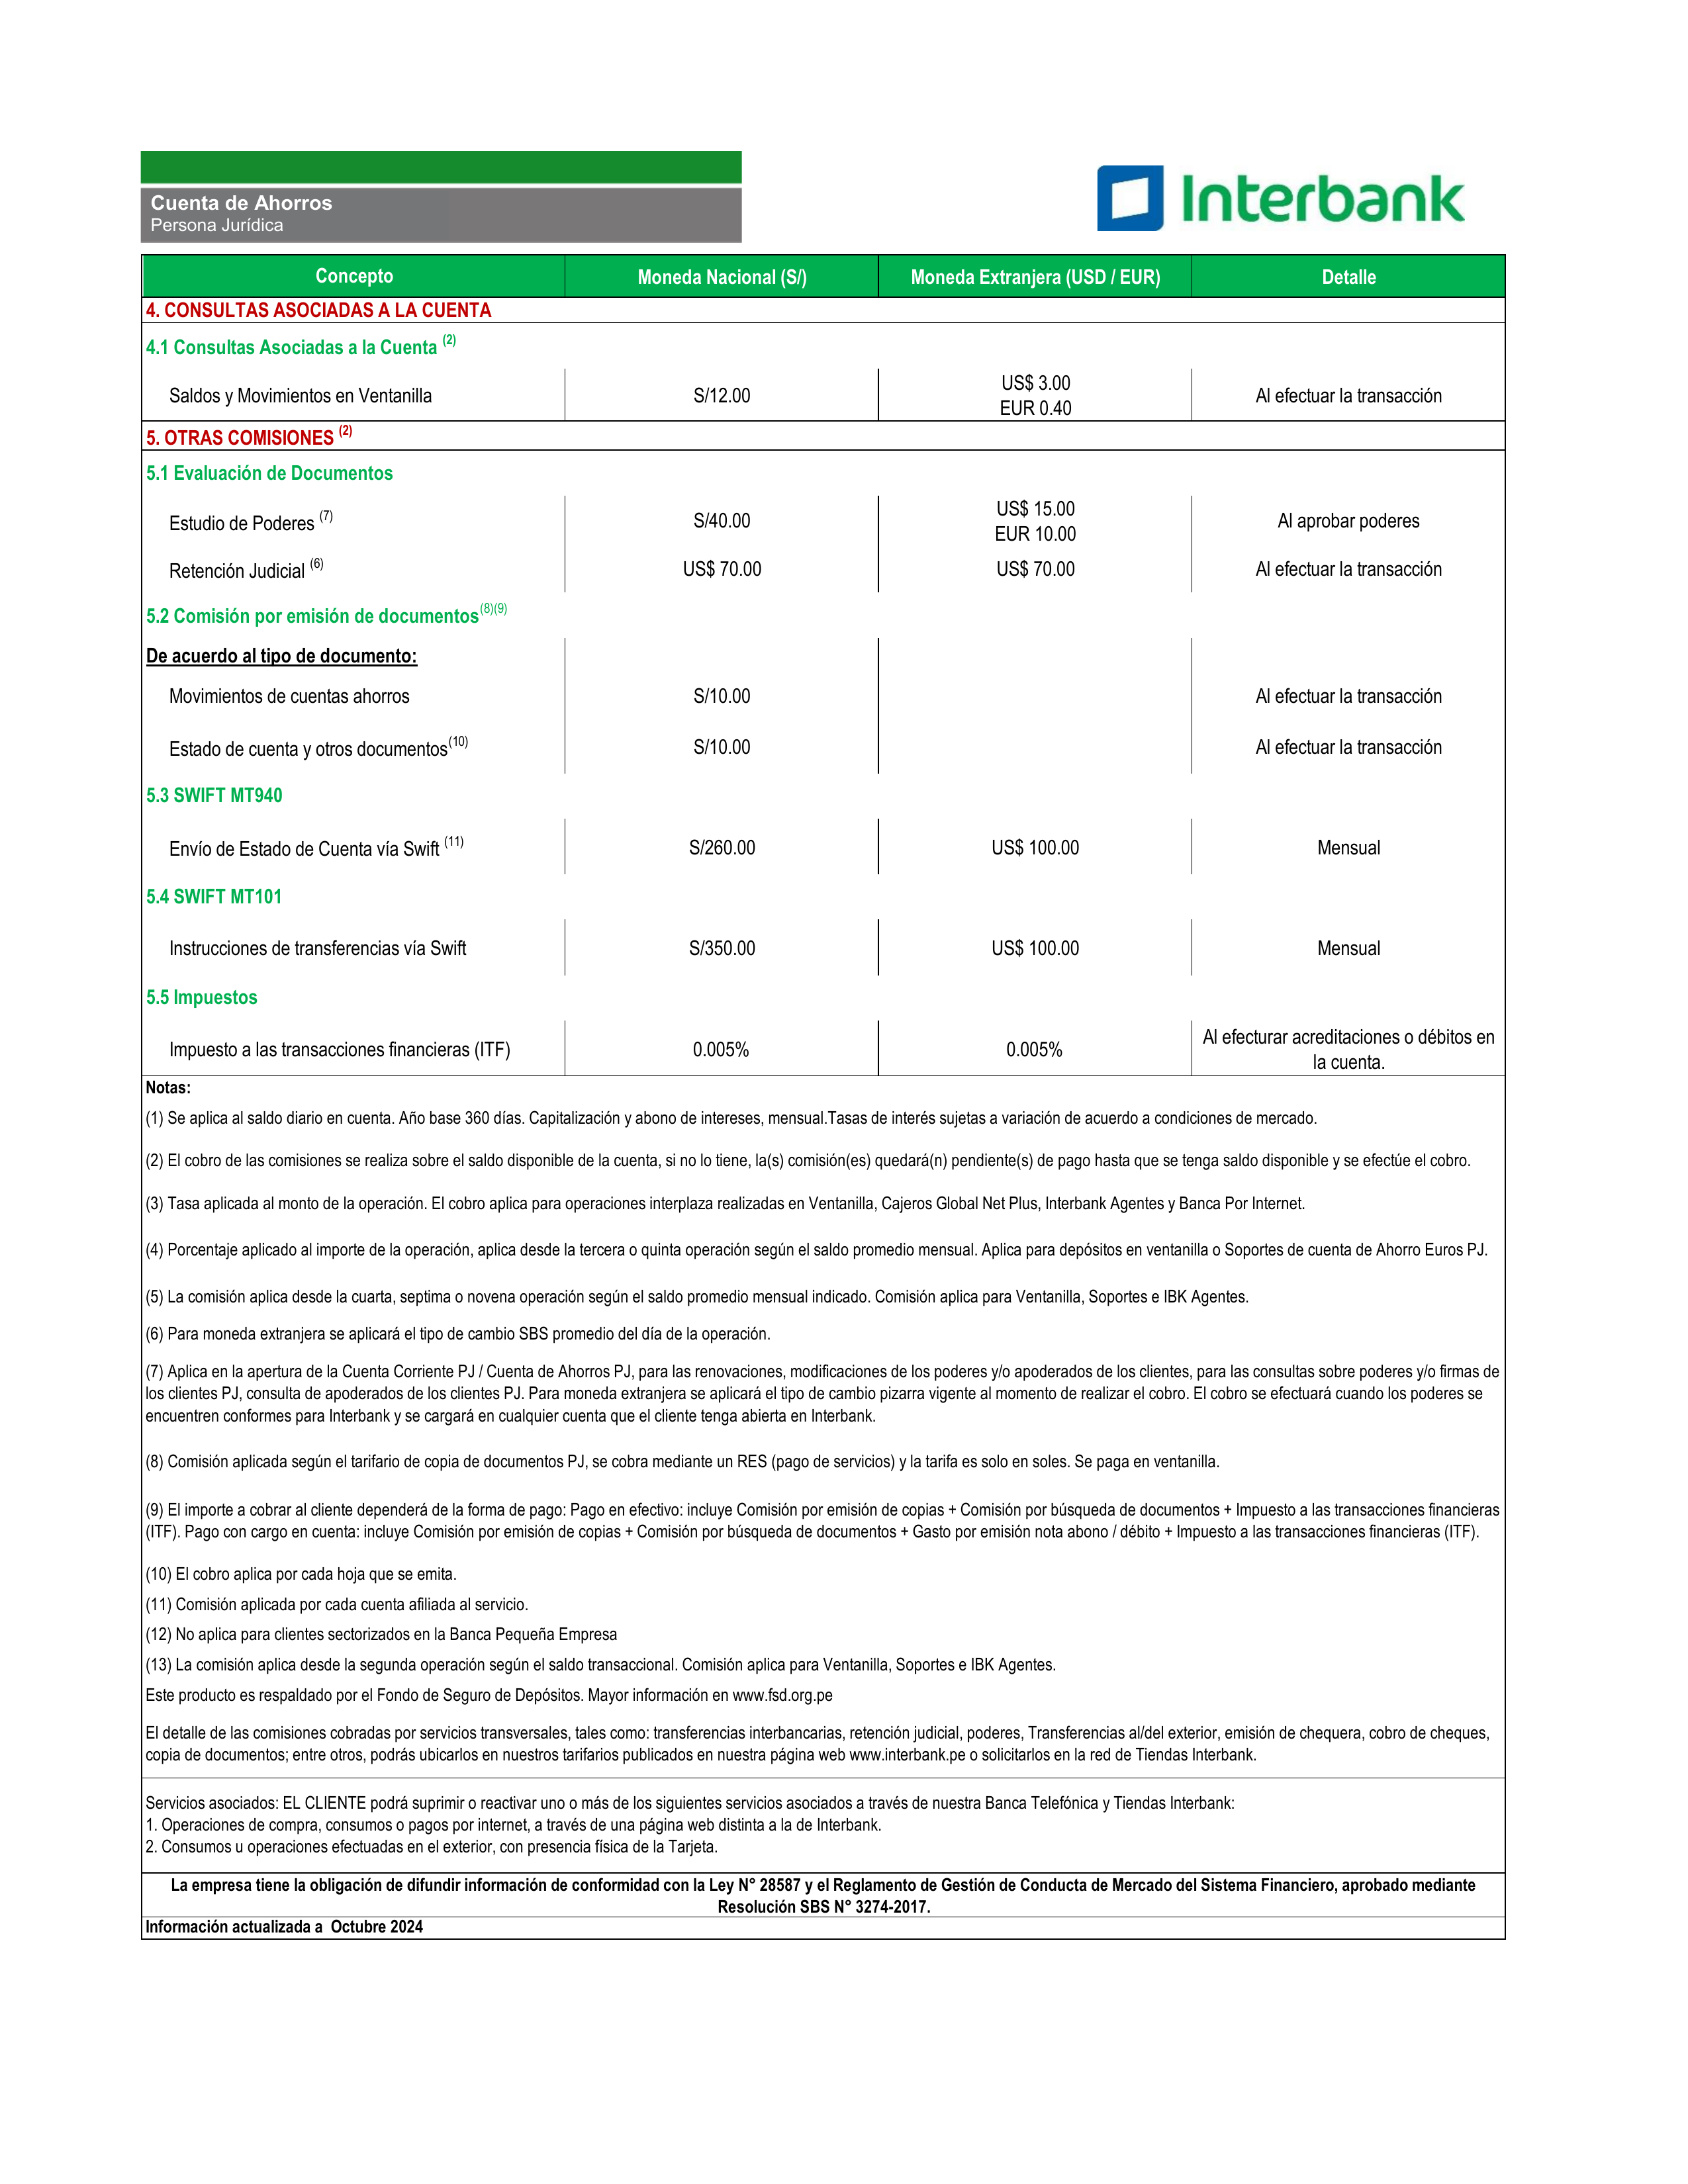 Cuenta de Ahorros
Persona Jurídica
Interbank
Concepto Moneda Nacional (S/) Moneda Extranjera (USD / EUR) Detalle
4. CONSULTAS ASOCIADAS A LA CUENTA
4.1 Consultas Asociadas a la Cuenta (2)
Saldos y Movimientos en Ventanilla S/12.00 US$ 3.00 Al efectuar la transacción
EUR 0.40
5. OTRAS COMISIONES (2)
5.1 Evaluación de Documentos
Estudio de Poderes (7) S/40.00 US$ 15.00 Al aprobar poderes
EUR 10.00
Retención Judicial (6) US$ 70.00 US$ 70.00 Al efectuar la transacción
5.2 Comisión por emisión de documentos(8)(9)
De acuerdo al tipo de documento:
Movimientos de cuentas ahorros S/10.00 Al efectuar la transacción
Estado de cuenta y otros documentos(10) S/10.00 Al efectuar la transacción
5.3 SWIFT MT940
Envío de Estado de Cuenta vía Swift (11) S/260.00 US$ 100.00 Mensual
5.4 SWIFT MT101
Instrucciones de transferencias vía Swift S/350.00 US$ 100.00 Mensual
5.5 Impuestos
Impuesto a las transacciones financieras (ITF) 0.005% 0.005% Al efecturar acreditaciones o débitos en
la cuenta.
Notas:
(1) Se aplica al saldo diario en cuenta. Año base 360 días. Capitalización y abono de intereses, mensual.Tasas de interés sujetas a variación de acuerdo a condiciones de mercado.
(2) El cobro de las comisiones se realiza sobre el saldo disponible de la cuenta, si no lo tiene, la(s) comisión(es) quedará(n) pendiente(s) de pago hasta que se tenga saldo disponible y se efectúe el cobro.
(3) Tasa aplicada al monto de la operación. El cobro aplica para operaciones interplaza realizadas en Ventanilla, Cajeros Global Net Plus, Interbank Agentes y Banca Por Internet.
(4) Porcentaje aplicado al importe de la operación, aplica desde la tercera o quinta operación según el saldo promedio mensual. Aplica para depósitos en ventanilla o Soportes de cuenta de Ahorro Euros PJ.
(5) La comisión aplica desde la cuarta, septima o novena operación según el saldo promedio mensual indicado. Comisión aplica para Ventanilla, Soportes e IBK Agentes.
(6) Para moneda extranjera se aplicará el tipo de cambio SBS promedio del día de la operación.
(7) Aplica en la apertura de la Cuenta Corriente PJ / Cuenta de Ahorros PJ, para las renovaciones, modificaciones de los poderes y/o apoderados de los clientes, para las consultas sobre poderes y/o firmas de
los clientes PJ, consulta de apoderados de los clientes PJ. Para moneda extranjera se aplicará el tipo de cambio pizarra vigente al momento de realizar el cobro. El cobro se efectuará cuando los poderes se
encuentren conformes para Interbank y se cargará en cualquier cuenta que el cliente tenga abierta en Interbank.
(8) Comisión aplicada según el tarifario de copia de documentos PJ, se cobra mediante un RES (pago de servicios) y la tarifa es solo en soles. Se paga en ventanilla.
(9) El importe a cobrar al cliente dependerá de la forma de pago: Pago en efectivo: incluye Comisión por emisión de copias + Comisión por búsqueda de documentos + Impuesto a las transacciones financieras
(ITF). Pago con cargo en cuenta: incluye Comisión por emisión de copias + Comisión por búsqueda de documentos + Gasto por emisión nota abono / débito + Impuesto a las transacciones financieras (ITF).
(10) El cobro aplica por cada hoja que se emita.
(11) Comisión aplicada por cada cuenta afiliada al servicio.
(12) No aplica para clientes sectorizados en la Banca Pequeña Empresa
(13) La comisión aplica desde la segunda operación según el saldo transaccional. Comisión aplica para Ventanilla, Soportes e IBK Agentes.
Este producto es respaldado por el Fondo de Seguro de Depósitos. Mayor información en www.fsd.org.pe
El detalle de las comisiones cobradas por servicios transversales, tales como: transferencias interbancarias, retención judicial, poderes, Transferencias al/del exterior, emisión de chequera, cobro de cheques,
copia de documentos; entre otros, podrás ubicarlos en nuestros tarifarios publicados en nuestra página web www.interbank.pe o solicitarlos en la red de Tiendas Interbank.
Servicios asociados: EL CLIENTE podrá suprimir o reactivar uno o más de los siguientes servicios asociados a través de nuestra Banca Telefónica y Tiendas Interbank:
1. Operaciones de compra, consumos o pagos por internet, a través de una página web distinta a la de Interbank.
2. Consumos u operaciones efectuadas en el exterior, con presencia física de la Tarjeta.
La empresa tiene la obligación de difundir información de conformidad con la Ley N° 28587 y el Reglamento de Gestión de Conducta de Mercado del Sistema Financiero, aprobado mediante
Resolución SBS N° 3274-2017.
Información actualizada a Octubre 2024